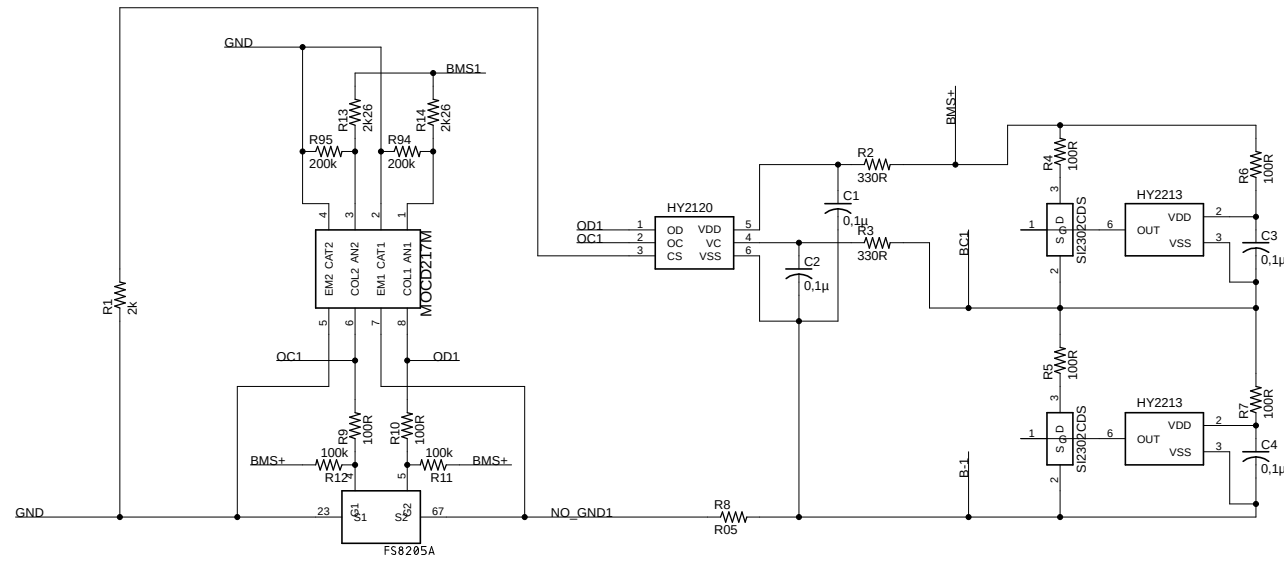 GND
BMS1
R13
2k26
R14
2k26
R95
200k
R94
200k
4
3
2
1
EM2 CAT2
COL2 AN2
EM1 CAT1
COL1 AN1
MOCD217M
5
6
7
8
R1
2k
OC1
OD1
R9
100R
R10
100R
BMS+
100k
R12
100k
R11
BMS+
4
5
GND
23
G1
S1
G2
S2
67
FS8205A
NO_GND1
R8
R05
HY2120
OD1
OC1
1
2
3
OD
OC
CS
VDD
VC
VSS
5
4
6
R2
330R
C1
0,1µ
R3
330R
C2
0,1µ
BMS+
BC1
B-1
R4
100R
3
1
D
G
S
2
SI2302CDS
6
HY2213
OUT
VDD
VSS
2
3
R6
100R
C3
0,1µ
R5
100R
3
1
D
G
S
2
SI2302CDS
6
HY2213
OUT
VDD
VSS
2
3
R7
100R
C4
0,1µ